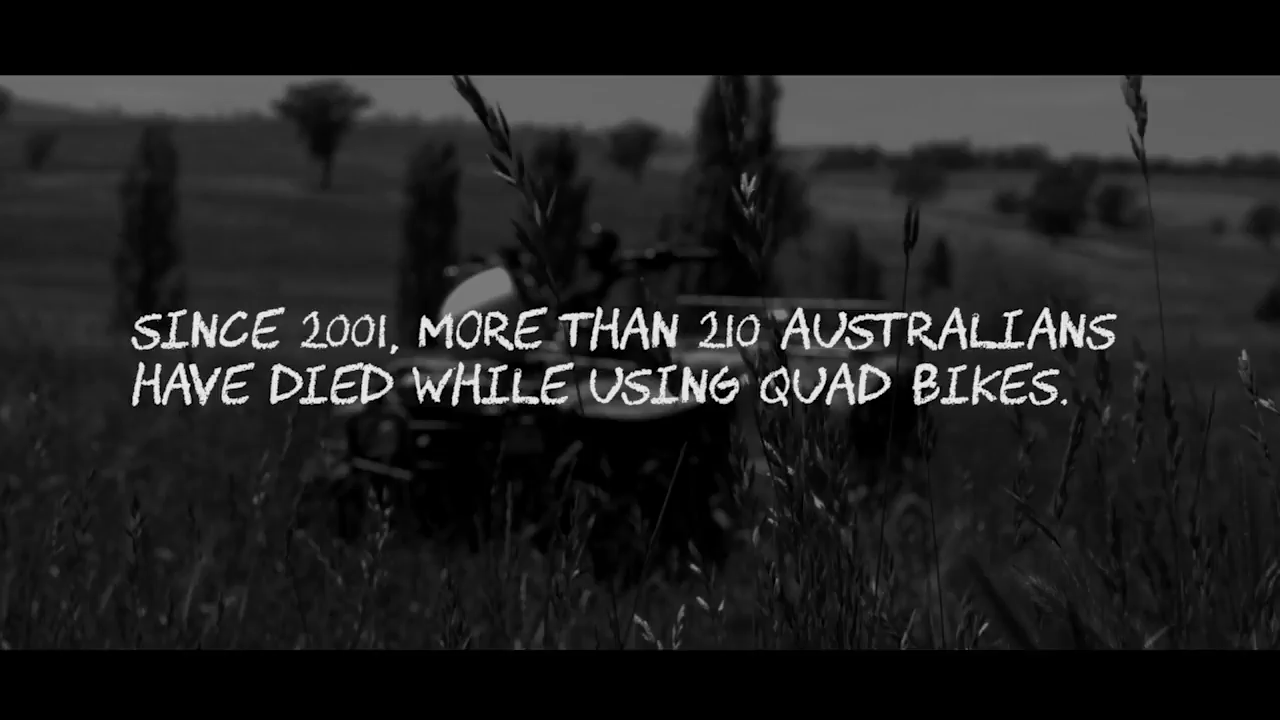 SINCE 2001, MORE THAN 210 AUSTRALIANS
HAVE DIED WHILE USING QUAD BIKES.